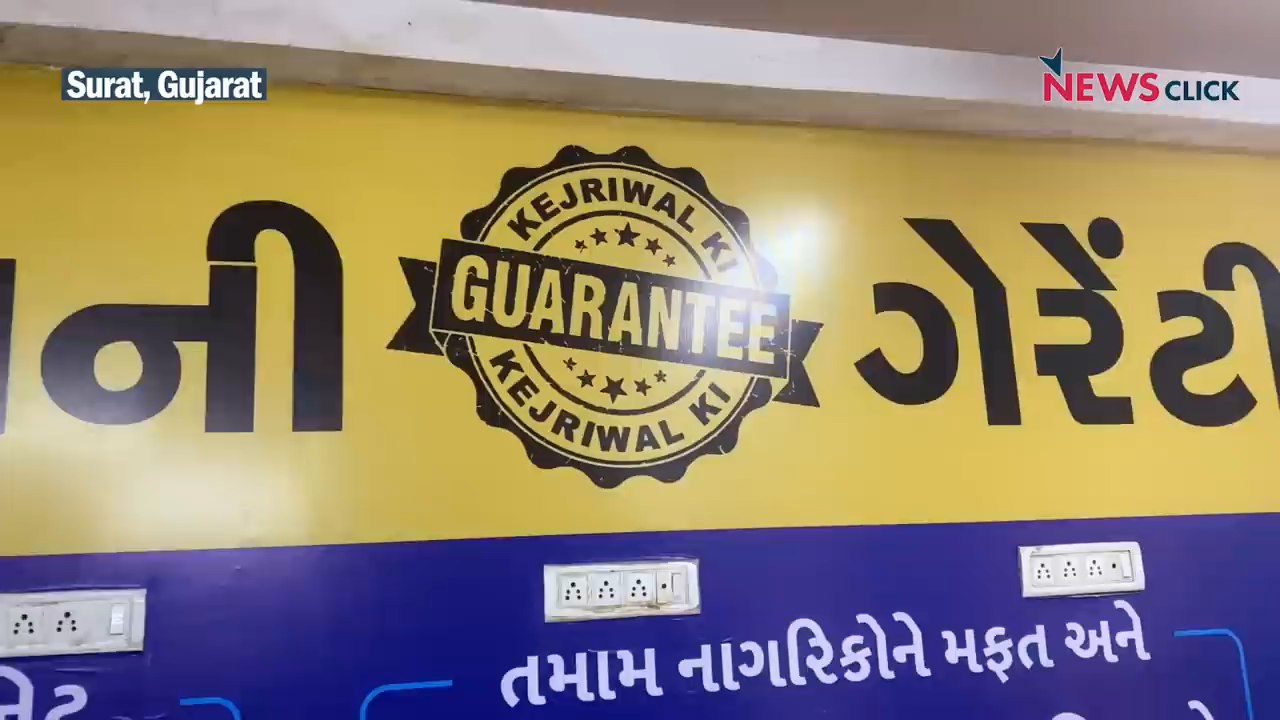 Surat, Gujarat
NEWS CLICK
KEJRIWAL KI
GUARANTEE
KEJRIWAL KI
ની ગેરેંટી
તમામ નાગરિકોને મફત અને